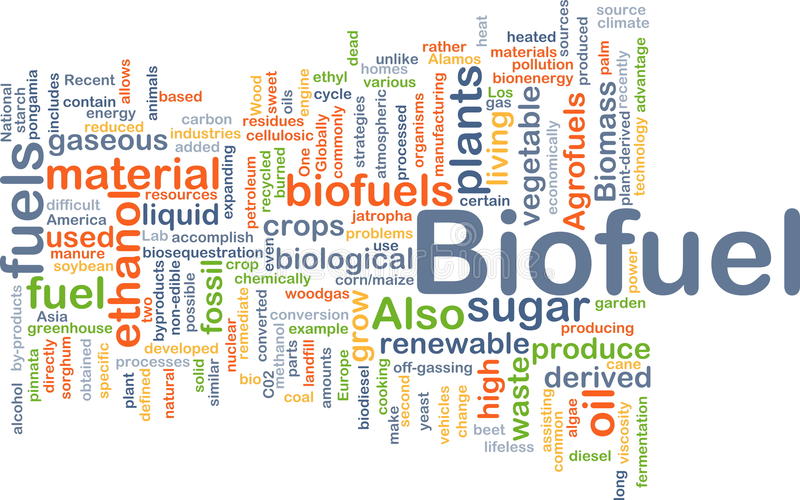 source
climate
sources
produced
palm
recently
advantage
technology
plant-derived
Biomass
heated
materials
pollution
bionenergy
heat
rather
Alamos
unlike
homes
various
dead
ethyl
cycle
engine
sweet
oils
Wood
residues
cellulosic
based
animals
allows
Recent
contain
energy
reduced
includes
pongamia
starch
National
carbon
industries
added
gaseous
fuels
material
resources
expanding
petroleum
recycled
burned
One
Globally
commonly
strategies
atmospheric
processed
organisms
manufacturing
plants
Los
gas
living
certain
vegetable
economically
Agrofuels
biofuels
jatropha
problems
use
crops
even
biological
corn/maize
Biofuel
difficult
America
used
manure
soybean
ethanol
liquid
Lab
accomplish
biosequestration
crop
chemically
fossil
possible
non-edible
byproducts
two
fuel
Asia
greenhouse
woodgas
conversion
example
converted
remediate
grow
Also
sugar
renewable
power
garden
producing
produce
cane
derived
off-gassing
high
waste
oil
by-products
alcohol
pinnata
directly
sorghum
obtained
specific
processes
developed
plant
defined
natural
solid
similar
nuclear
bio
CO2
methanol
coal
parts
landfill
amounts
Europe
biodiesel
cooking
make
second
yeast
vehicles
change
beet
lifeless
assisting
common
algae
diesel
long
viscosity
fermentation